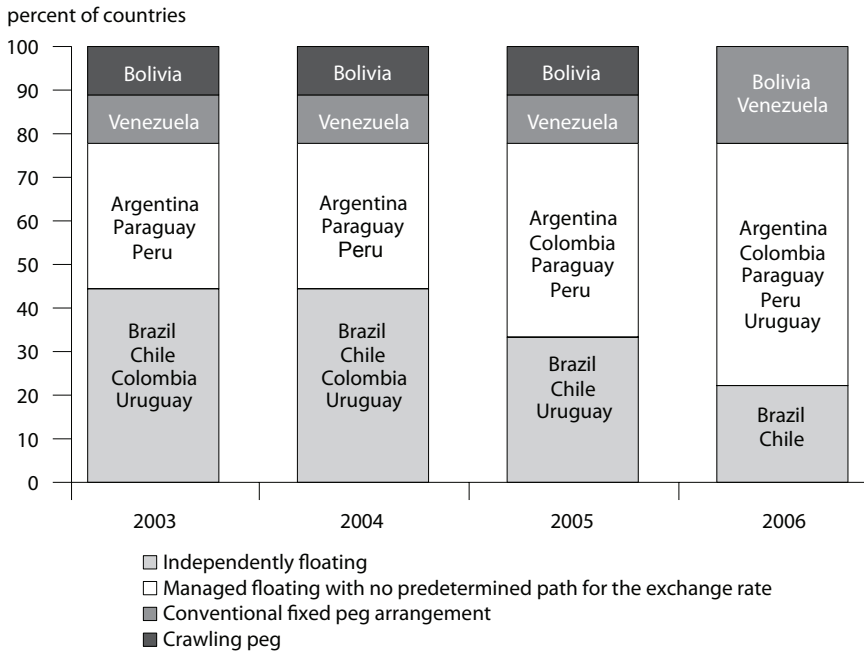 percent of countries
100
90
80
70
60
50
40
30
20
10
0
Bolivia
Venezuela
Argentina
Paraguay
Peru
Brazil
Chile
Colombia
Uruguay
Bolivia
Venezuela
Argentina
Paraguay
Peru
Brazil
Chile
Colombia
Uruguay
Bolivia
Venezuela
Argentina
Colombia
Paraguay
Peru
Brazil
Chile
Uruguay
Bolivia
Venezuela
Argentina
Colombia
Paraguay
Peru
Uruguay
Brazil
Chile
2003 2004 2005 2006
Independently floating
Managed floating with no predetermined path for the exchange rate
Conventional fixed peg arrangement
Crawling peg